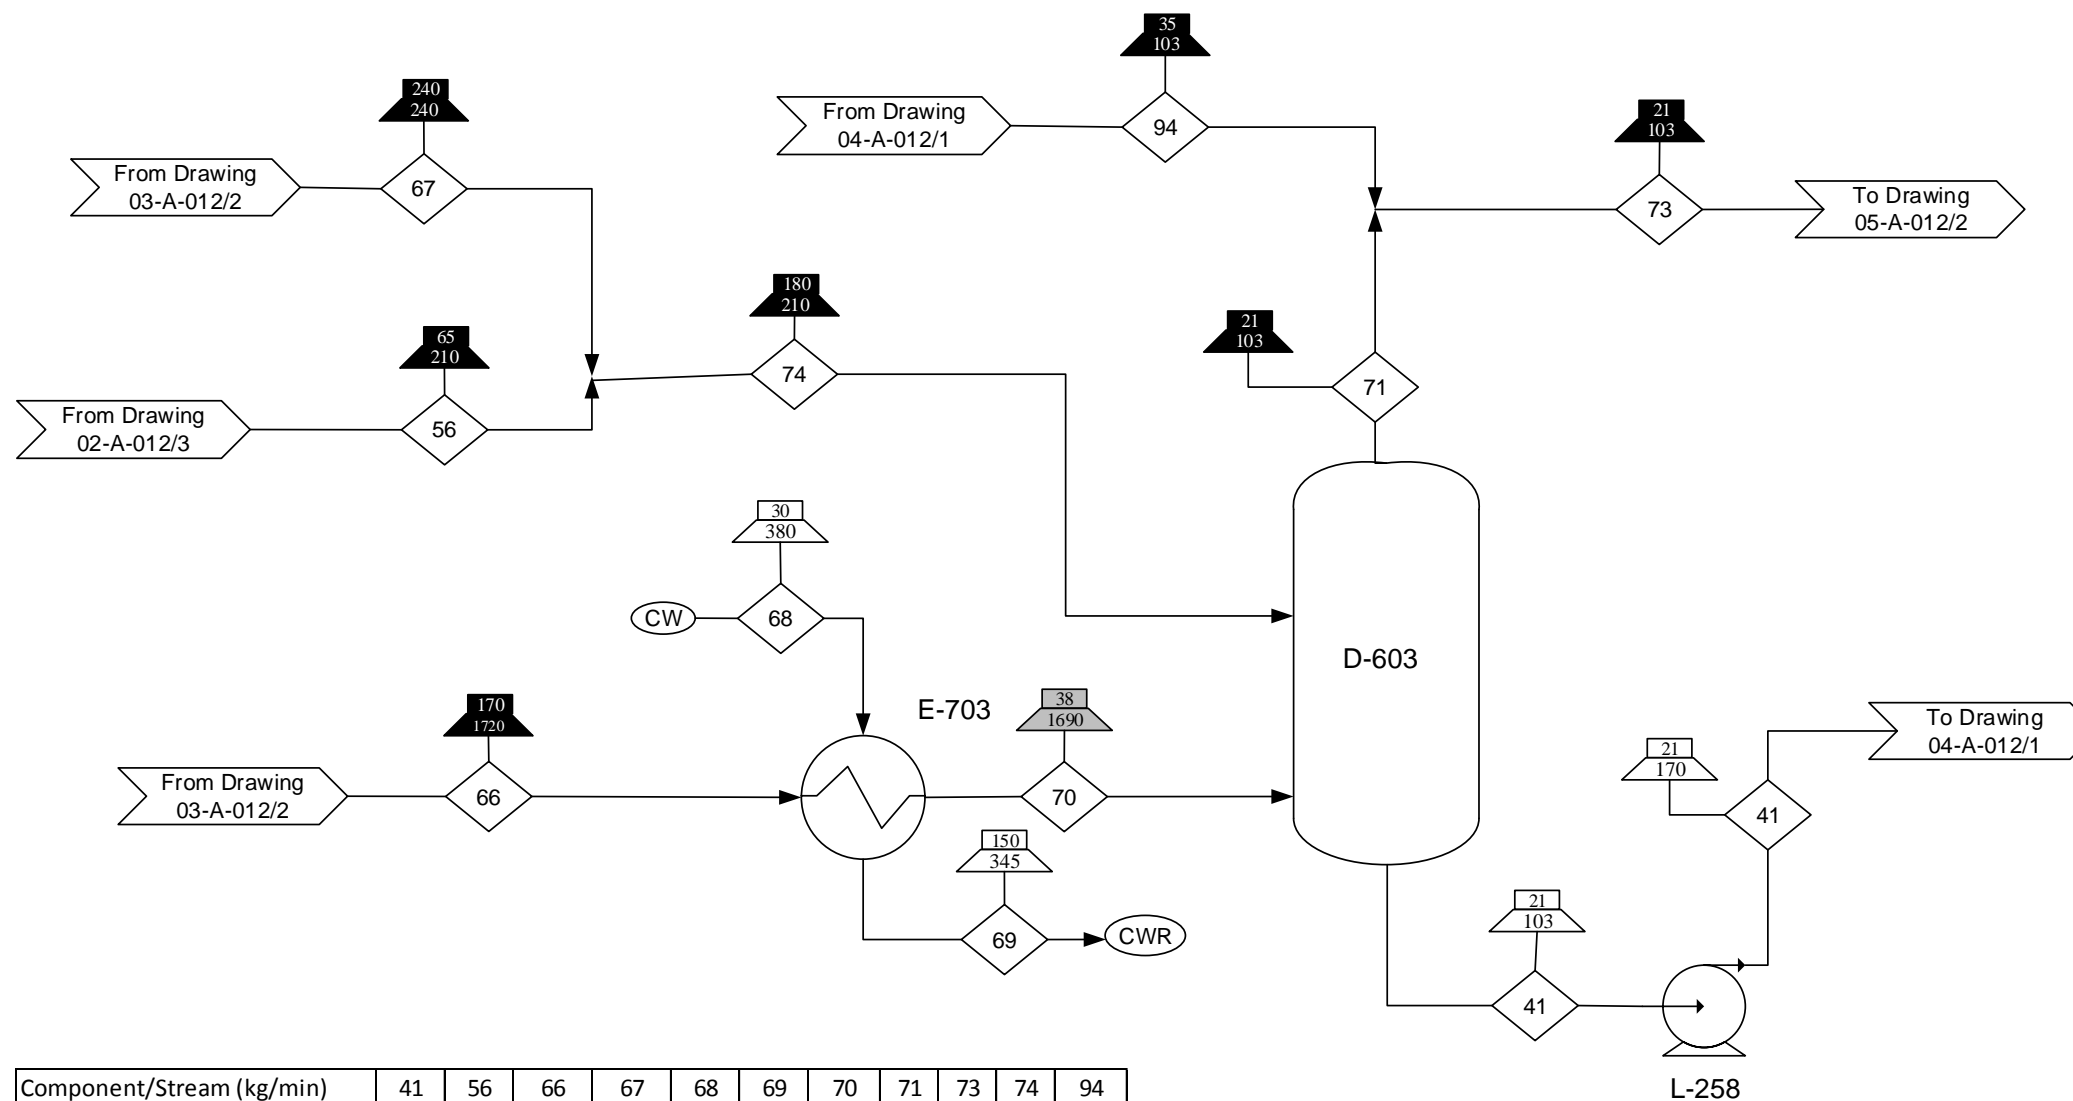 35
103
240
240
21
103
From Drawing
04-A-012/1
94
From Drawing
03-A-012/2
67
73
To Drawing
05-A-012/2
180
210
21
103
65
210
74
71
From Drawing
02-A-012/3
56
30
380
CW
68
D-603
170
1720
E-703
38
1690
To Drawing
04-A-012/1
21
170
From Drawing
03-A-012/2
66
70
41
150
345
69
CWR
21
103
41
L-258
Component/Stream (kg/min) 41 56 66 67 68 69 70 71 73 74 94